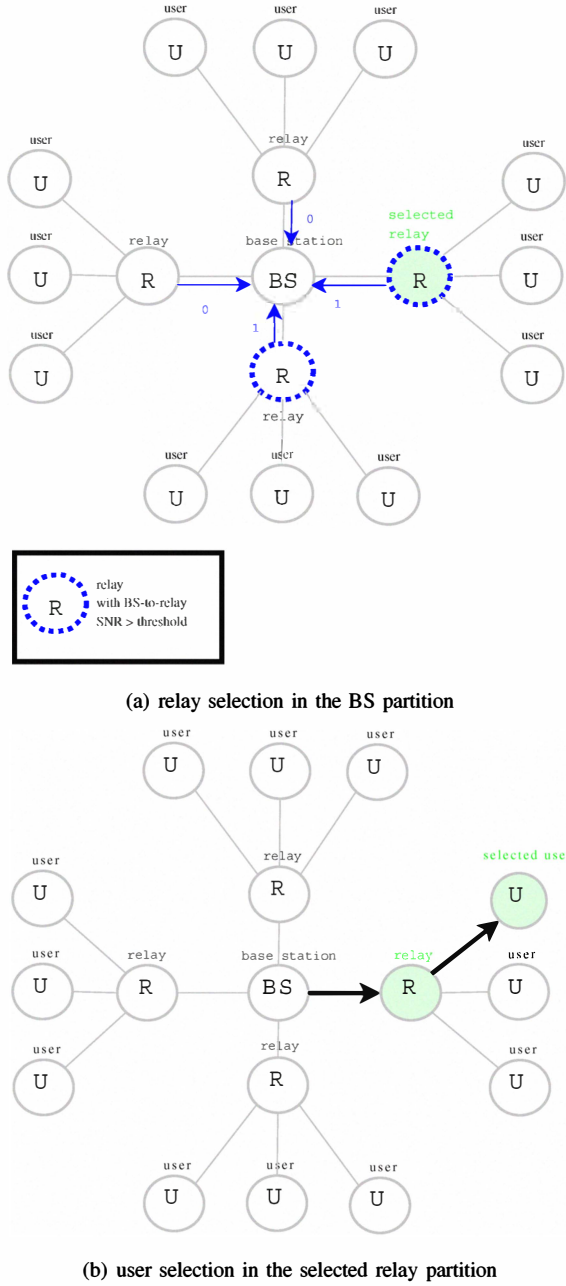 user user user
U U U
relay
R
0
user user
U U
relay base station selected
relay
user
U R BS R U
0 1
user 1
U R U
relay
user user user
U U U
R relay
with BS-to-relay
SNR > threshold
(a) relay selection in the BS partition
user user user
U U U
relay
R
user selected use
U U
relay base station relay user
user
U R BS R U
relay
user R user
U U
user user user
U U U
(b) user selection in the selected relay partition